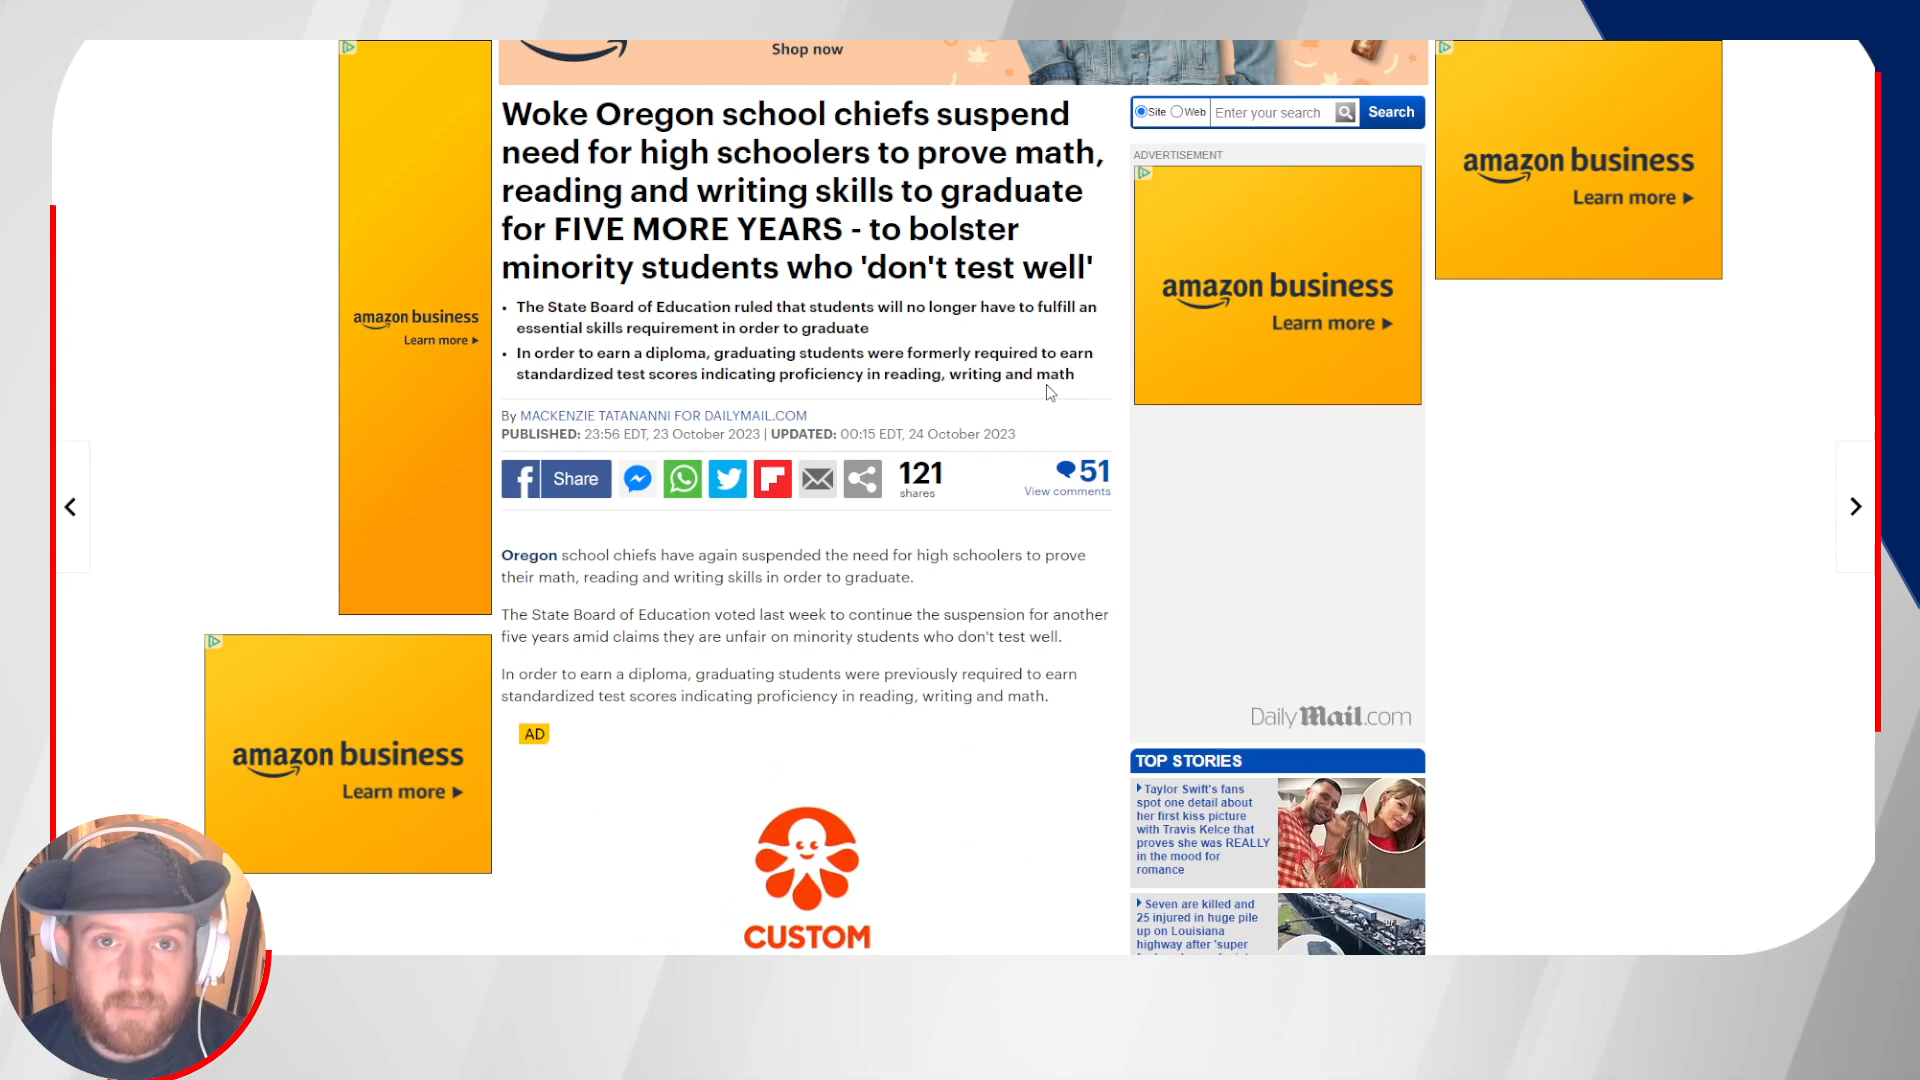 Shop now
Woke Oregon school chiefs suspend
need for high schoolers to prove math,
reading and writing skills to graduate
for FIVE MORE YEARS - to bolster
minority students who 'don't test well'
• The State Board of Education ruled that students will no longer have to fulfill an
essential skills requirement in order to graduate
• In order to earn a diploma, graduating students were formerly required to earn
standardized test scores indicating proficiency in reading, writing and math
By MACKENZIE TATANANNI FOR DAILYMAIL.COM
PUBLISHED: 23:56 EDT, 23 October 2023 | UPDATED: 00:15 EDT, 24 October 2023
Share
121
shares
51
View comments
Oregon school chiefs have again suspended the need for high schoolers to prove
their math, reading and writing skills in order to graduate.
The State Board of Education voted last week to continue the suspension for another
five years amid claims they are unfair on minority students who don't test well.
In order to earn a diploma, graduating students were previously required to earn
standardized test scores indicating proficiency in reading, writing and math.
AD
CUSTOM
Site Web Enter your search Search
ADVERTISEMENT
amazon business
Learn more
DailyMail.com
TOP STORIES
Taylor Swift's fans
spot one detail about
her first kiss picture
with Travis Kelce that
proves she was REALLY
in the mood for
romance
Seven are killed and
25 injured in huge pile
up on Louisiana
highway after 'super
amazon business
Learn more
amazon business
Learn more
amazon business
Learn more